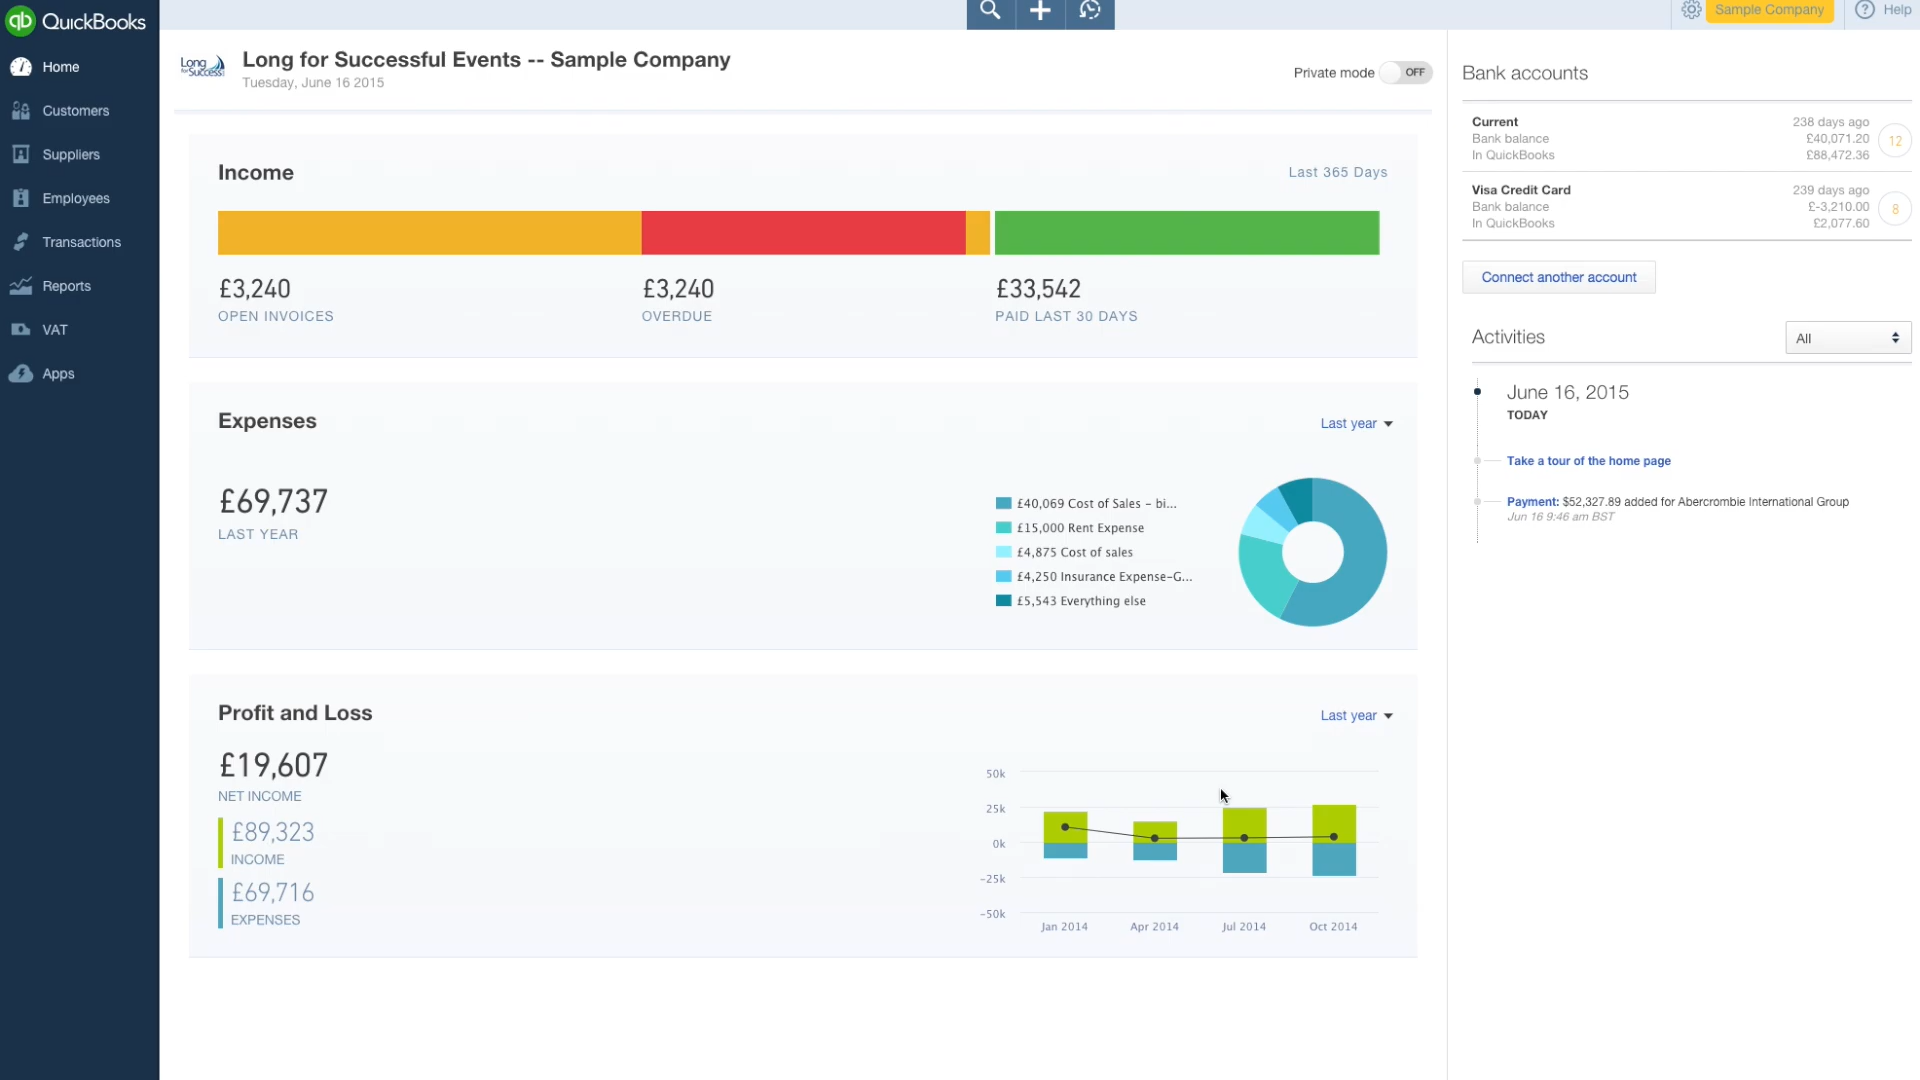 QuickBooks
Sample Company
Help
Home
Customers
Suppliers
Employees
Transactions
Reports
VAT
Apps
Long
for Success!
Long for Successful Events -- Sample Company
Tuesday, June 16 2015
Private mode OFF
Income
Last 365 Days
£3,240
OPEN INVOICES
£3,240
OVERDUE
£33,542
PAID LAST 30 DAYS
Expenses
Last year
£69,737
LAST YEAR
£40,069 Cost of Sales - bi...
£15,000 Rent Expense
£4,875 Cost of sales
£4,250 Insurance Expense-G...
£5,543 Everything else
Profit and Loss
Last year
£19,607
NET INCOME
£89,323
INCOME
£69,716
EXPENSES
50k
25k
0k
-25k
-50k
Jan 2014 Apr 2014 Jul 2014 Oct 2014
Bank accounts
Current 238 days ago
Bank balance £40,071.20
12
In QuickBooks £88,472.36
Visa Credit Card 239 days ago
Bank balance £-3,210.00
8
In QuickBooks £2,077.60
Connect another account
Activities
All
June 16, 2015
TODAY
Take a tour of the home page
Payment: $52,327.89 added for Abercrombie International Group
Jun 16 9:46 am BST